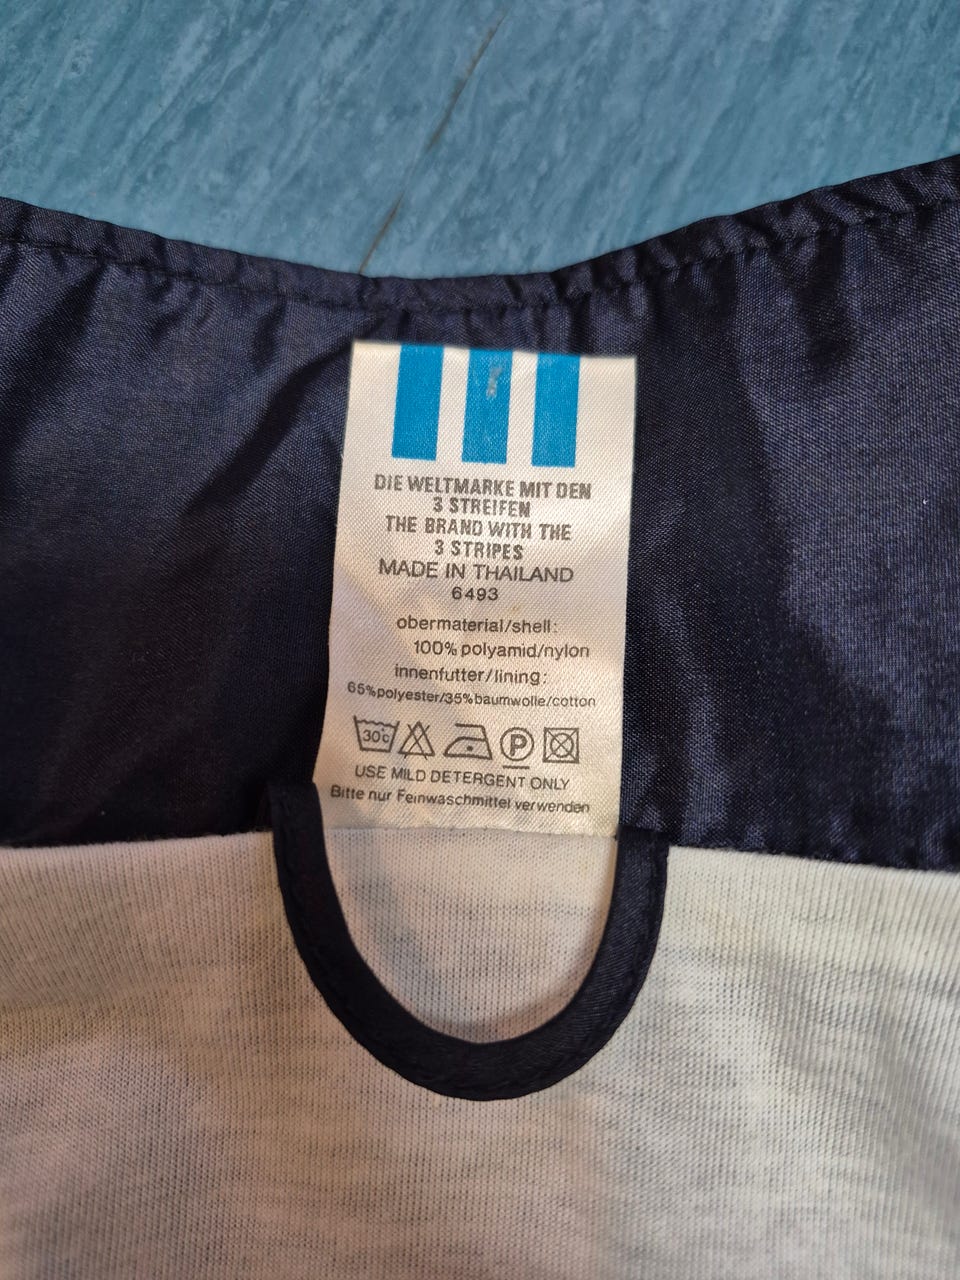 DIE WELTMARKE MIT DEN
3 STREIFEN
THE BRAND WITH THE
3 STRIPES
MADE IN THAILAND
6493
obermaterial/shell:
100% polyamid/nylon
innenfutter/lining:
65%polyester/35%baumwolle/cotton
30°c P
USE MILD DETERGENT ONLY
Bitte nur Feinwaschmittel verwenden